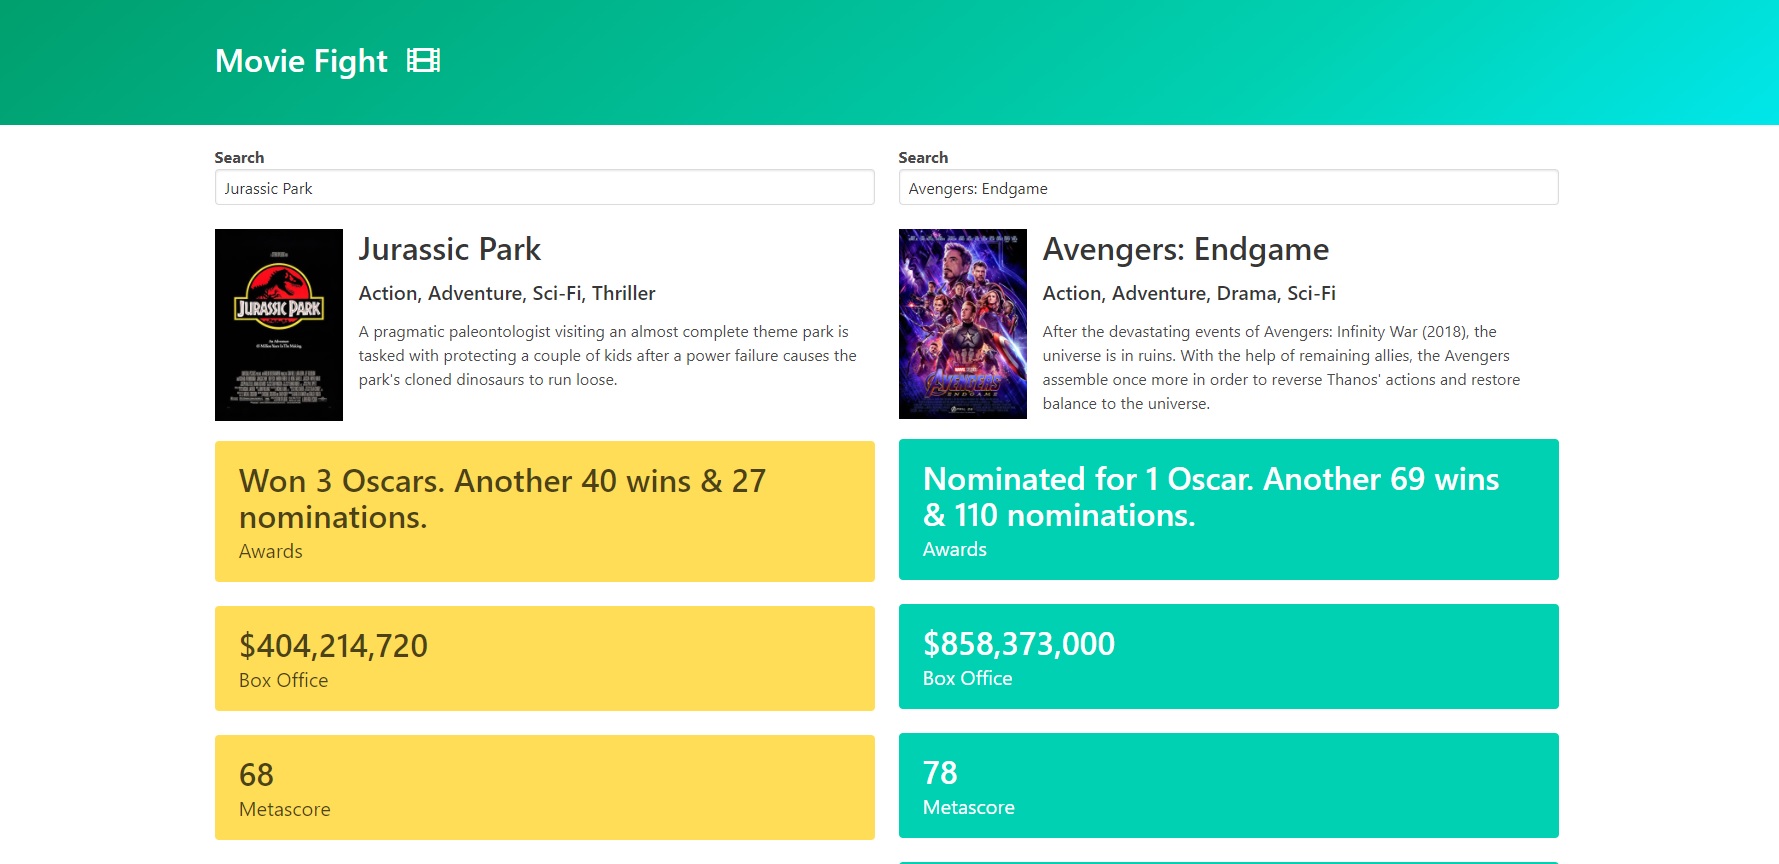 Movie Fight
Search
Jurassic Park
JURASSIC PARK
Jurassic Park
Action, Adventure, Sci-Fi, Thriller
A pragmatic paleontologist visiting an almost complete theme park is
tasked with protecting a couple of kids after a power failure causes the
park's cloned dinosaurs to run loose.
Won 3 Oscars. Another 40 wins & 27
nominations.
Awards
$404,214,720
Box Office
68
Metascore
Search
Avengers: Endgame
AVENGERS
ENDGAME
Avengers: Endgame
Action, Adventure, Drama, Sci-Fi
After the devastating events of Avengers: Infinity War (2018), the
universe is in ruins. With the help of remaining allies, the Avengers
assemble once more in order to reverse Thanos' actions and restore
balance to the universe.
Nominated for 1 Oscar. Another 69 wins
& 110 nominations.
Awards
$858,373,000
Box Office
78
Metascore